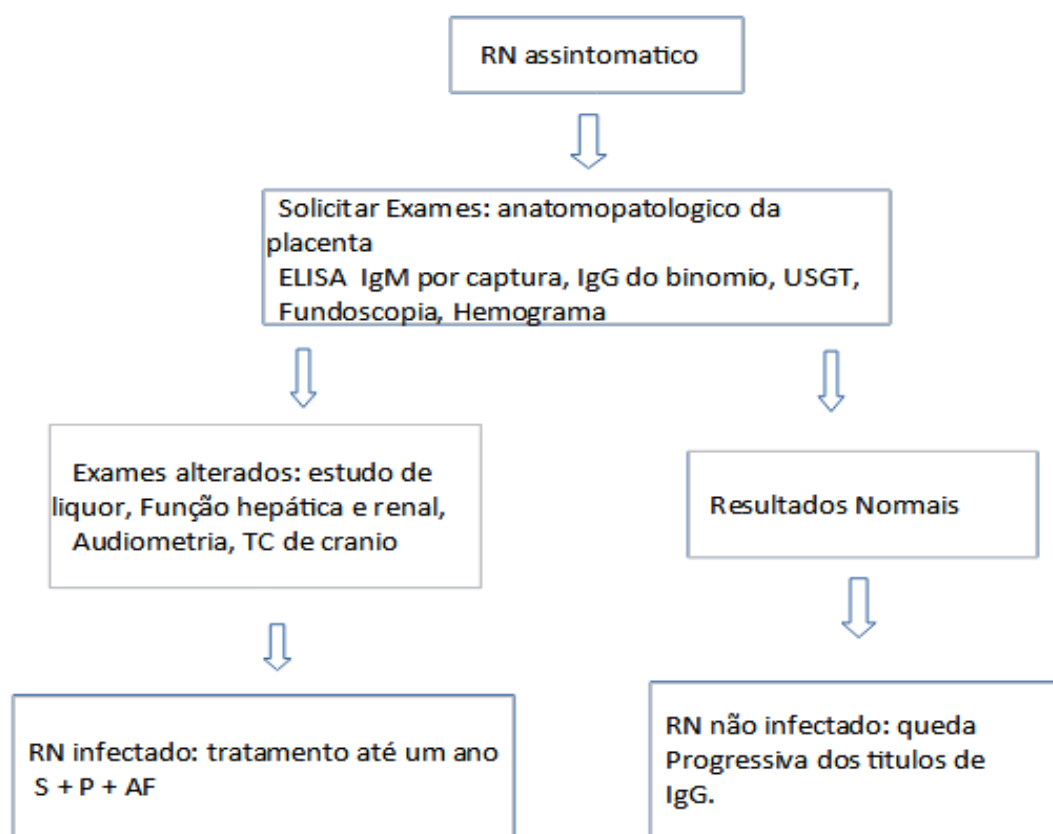 RN assintomatico
Solicitar Exames: anatomopatologico da
placenta
ELISA IgM por captura, IgG do binomio, USGT,
Fundoscopia, Hemograma
Exames alterados: estudo de
liquor, Função hepática e renal,
Audiometria, TC de cranio
Resultados Normais
RN infectado: tratamento até um ano
S + P + AF
RN não infectado: queda
Progressiva dos titulos de
IgG.